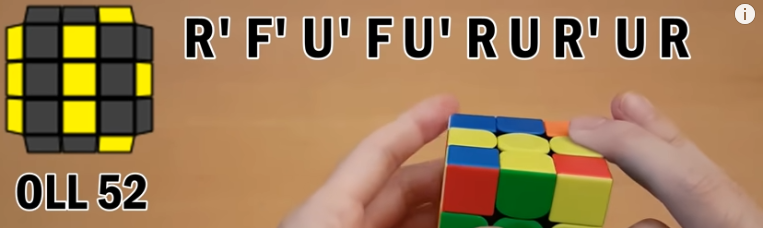 R' F' U' F U' R U R' U R
OLL 52
i